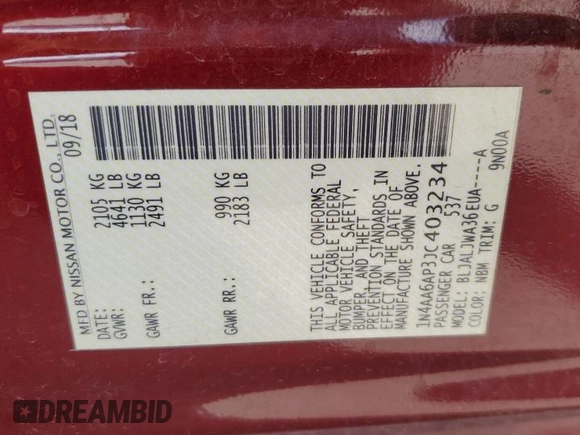 MFD BY NISSAN MOTOR CO., LTD.
DATE: 09/18
GVWR: 2105 KG
4641 LB
GAWR FR: 1130 KG
2491 LB
GAWR RR: 990 KG
2183 LB
THIS VEHICLE CONFORMS TO
ALL APPLICABLE FEDERAL
MOTOR VEHICLE SAFETY,
BUMPER, AND THEFT
PREVENTION STANDARDS IN
EFFECT ON THE DATE OF
MANUFACTURE SHOWN ABOVE.
1N4AA6AP3JC403234
PASSENGER CAR 537
BLJALJWA36EUA----A
COLOR: NBM TRIM: G 9N00A
DREAMBID